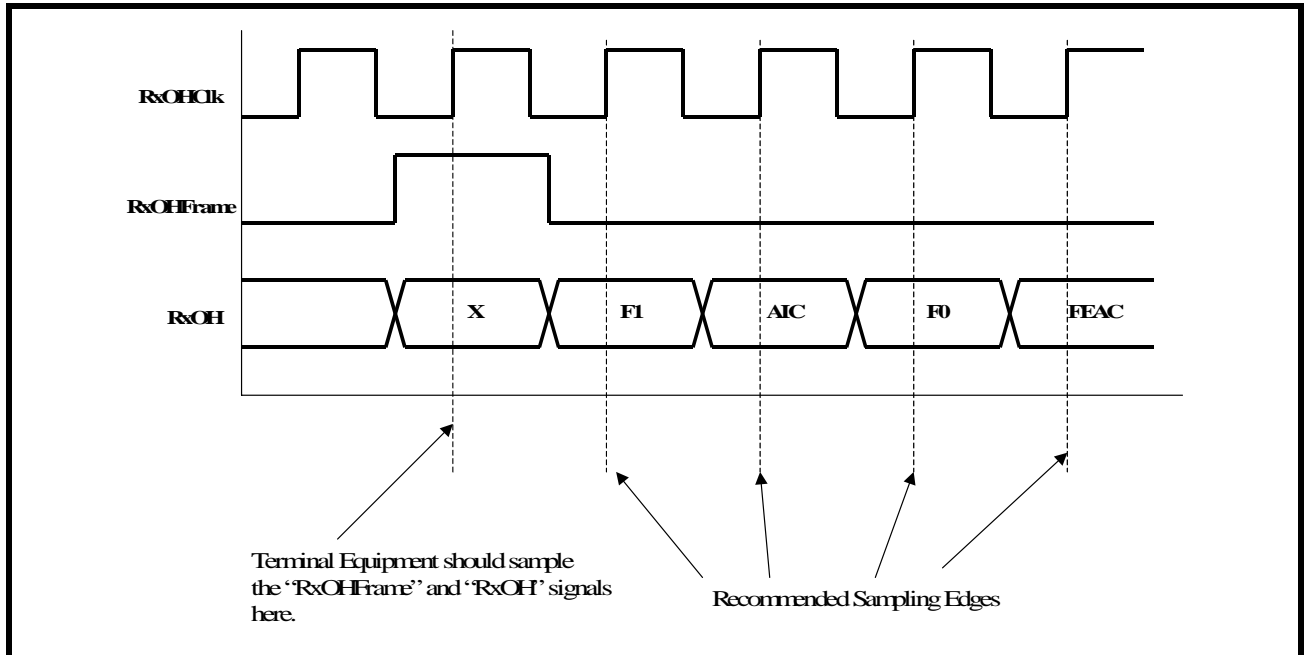 RxOHClk
RxOHFrame
RxOH
X
F1
AIC
F0
FEAC
Terminal Equipment should sample
the “RxOHFrame” and “RxOH” signals
here.
Recommended Sampling Edges